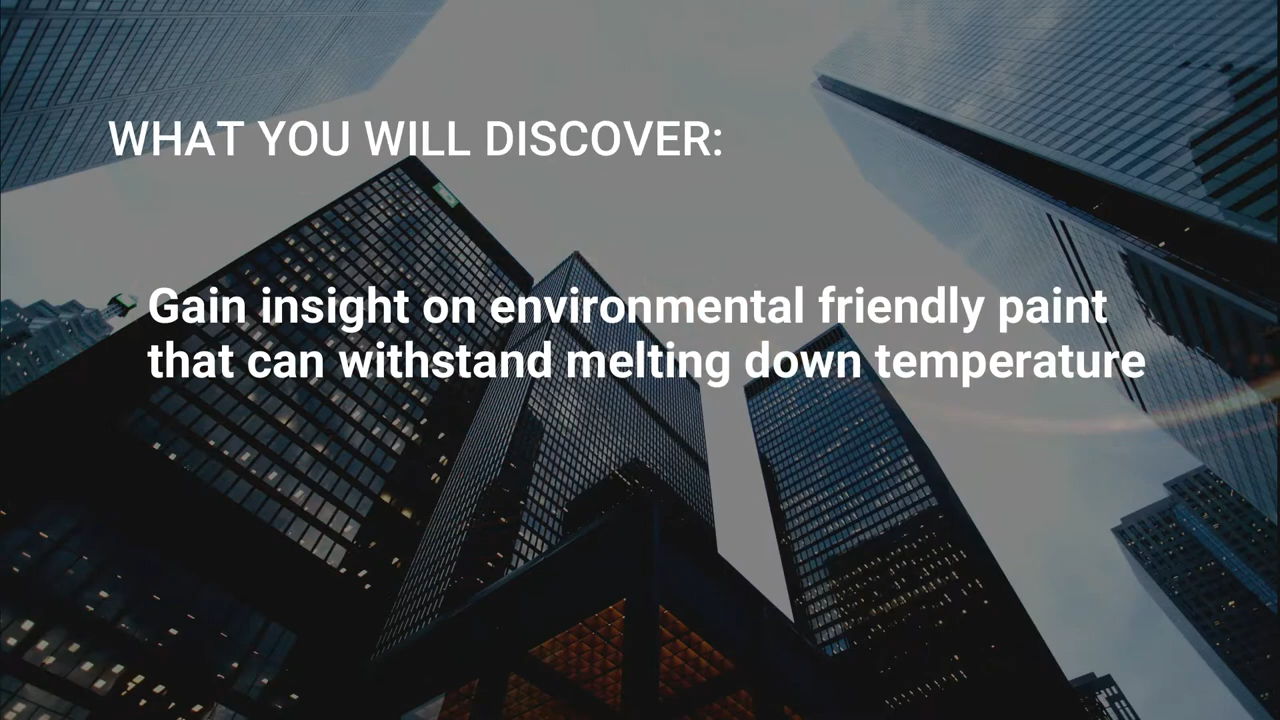 WHAT YOU WILL DISCOVER:
Gain insight on environmental friendly paint
that can withstand melting down temperature